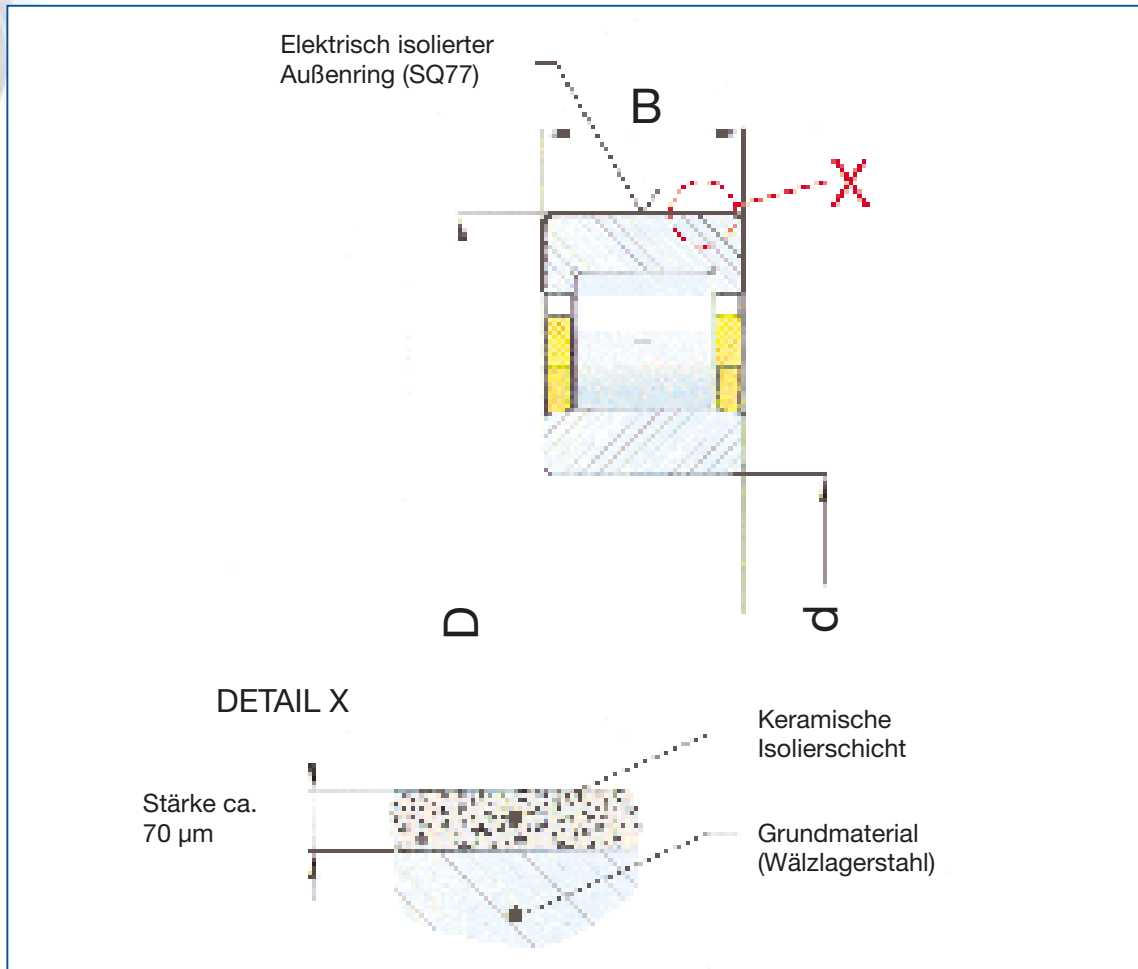 Elektrisch isolierter
Außenring (SQ77)
B
X
D
d
DETAIL X
Keramische
Isolierschicht
Stärke ca.
70 µm
Grundmaterial
(Wälzlagerstahl)